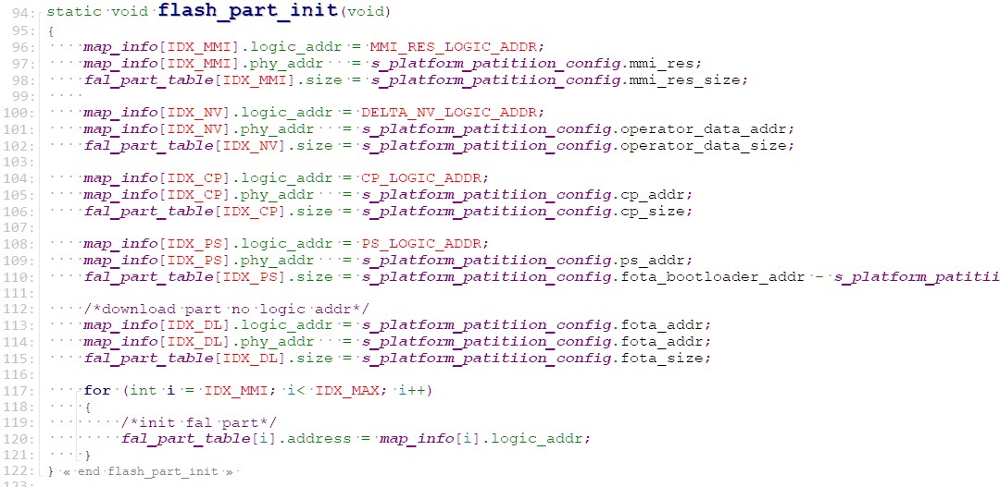 94: static void flash_part_init(void)
95: {
96: map_info[IDX_MMI].logic_addr = MMI_RES_LOGIC_ADDR;
97: map_info[IDX_MMI].phy_addr = s_platform_patitiion_config.mmi_res;
98: fal_part_table[IDX_MMI].size = s_platform_patitiion_config.mmi_res_size;
99:
100: map_info[IDX_NV].logic_addr = DELTA_NV_LOGIC_ADDR;
101: map_info[IDX_NV].phy_addr = s_platform_patitiion_config.operator_data_addr;
102: fal_part_table[IDX_NV].size = s_platform_patitiion_config.operator_data_size;
103:
104: map_info[IDX_CP].logic_addr = CP_LOGIC_ADDR;
105: map_info[IDX_CP].phy_addr = s_platform_patitiion_config.cp_addr;
106: fal_part_table[IDX_CP].size = s_platform_patitiion_config.cp_size;
107:
108: map_info[IDX_PS].logic_addr = PS_LOGIC_ADDR;
109: map_info[IDX_PS].phy_addr = s_platform_patitiion_config.ps_addr;
110: fal_part_table[IDX_PS].size = s_platform_patitiion_config.fota_bootloader_addr - s_platform_patitii
111:
112: /*download part no logic addr*/
113: map_info[IDX_DL].logic_addr = s_platform_patitiion_config.fota_addr;
114: map_info[IDX_DL].phy_addr = s_platform_patitiion_config.fota_addr;
115: fal_part_table[IDX_DL].size = s_platform_patitiion_config.fota_size;
116:
117: for (int i = IDX_MMI; i< IDX_MAX; i++)
118: {
119: /*init fal part*/
120: fal_part_table[i].address = map_info[i].logic_addr;
121: }
122: } « end flash_part_init »
123: